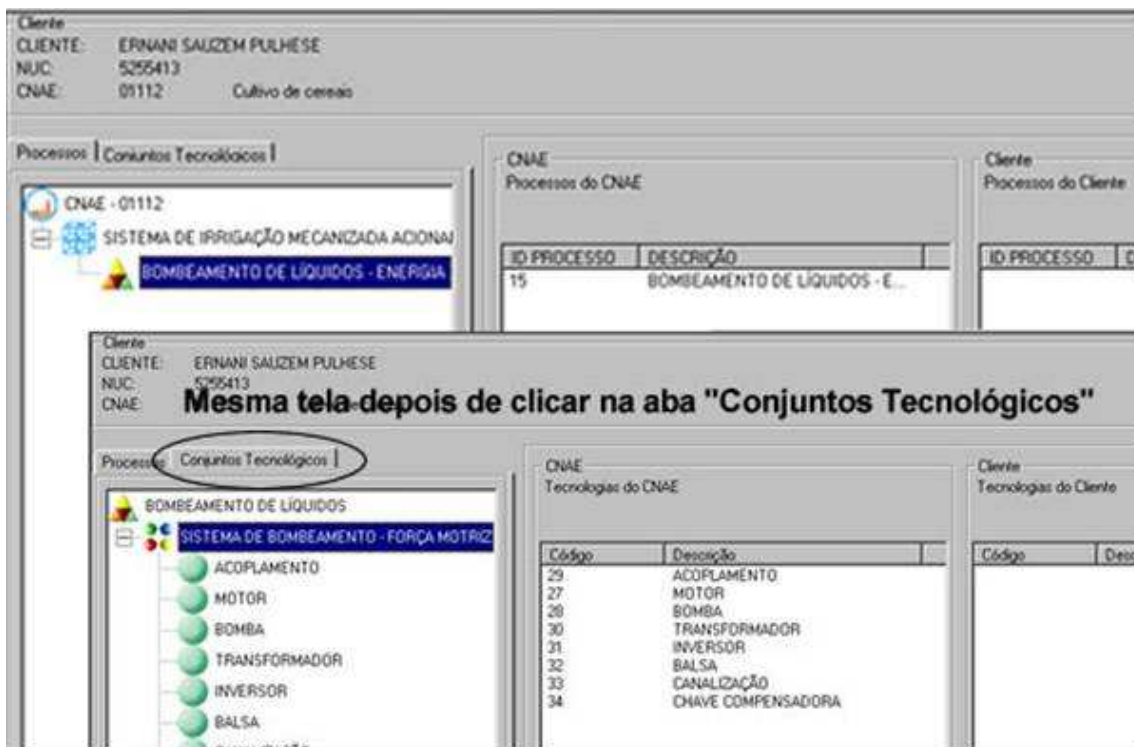 Cliente
CLIENTE: ERNANI SAUZEM PULHESE
NUC: 5255413
CNAE: 01112 Cultivo de cereais
Processos Conjuntos Tecnológicos
CNAE - 01112
SISTEMA DE IRRIGAÇÃO MECANIZADA ACIONA
BOMBEAMENTO DE LÍQUIDOS - ENERGIA
CNAE
Processos do CNAE
ID PROCESSO DESCRIÇÃO
15 BOMBEAMENTO DE LÍQUIDOS - E...
Cliente
Processos do Cliente
ID PROCESSO D
Cliente
CLIENTE: ERNANI SAUZEM PULHESE
NUC: 5255413
CNAE:
Mesma tela depois de clicar na aba "Conjuntos Tecnológicos"
Processos Conjuntos Tecnológicos
BOMBEAMENTO DE LÍQUIDOS
SISTEMA DE BOMBEAMENTO - FORÇA MOTRIZ
ACOPLAMENTO
MOTOR
BOMBA
TRANSFORMADOR
INVERSOR
BALSA
CNAE
Tecnologias do CNAE
Código Descrição
29 ACOPLAMENTO
27 MOTOR
28 BOMBA
30 TRANSFORMADOR
31 INVERSOR
32 BALSA
33 CANALIZAÇÃO
34 CHAVE COMPENSADORA
Cliente
Tecnologias do Cliente
Código Desc